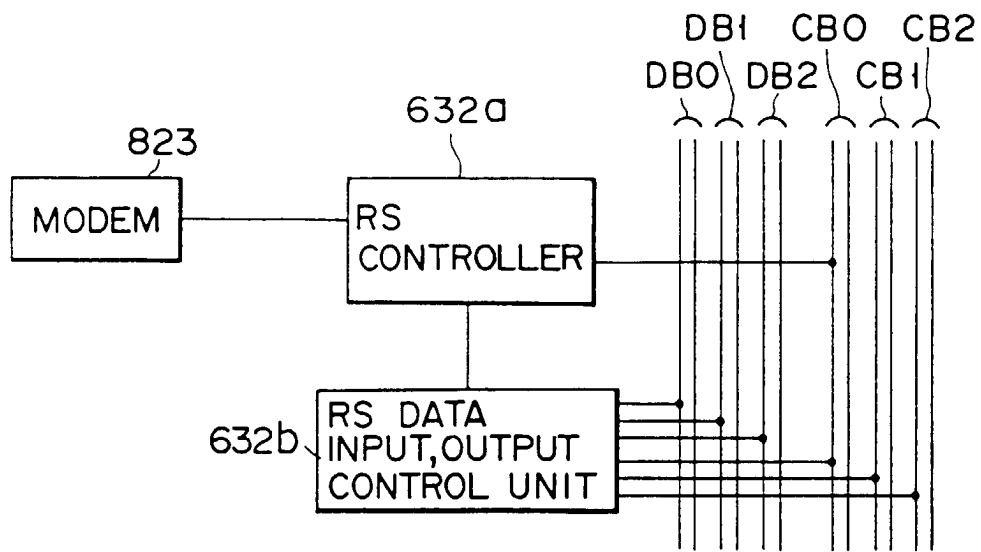 DB1 CB0 CB2
DB0 DB2 CB1
632a
823
MODEM
RS
CONTROLLER
RS DATA
INPUT,OUTPUT
CONTROL UNIT
632b